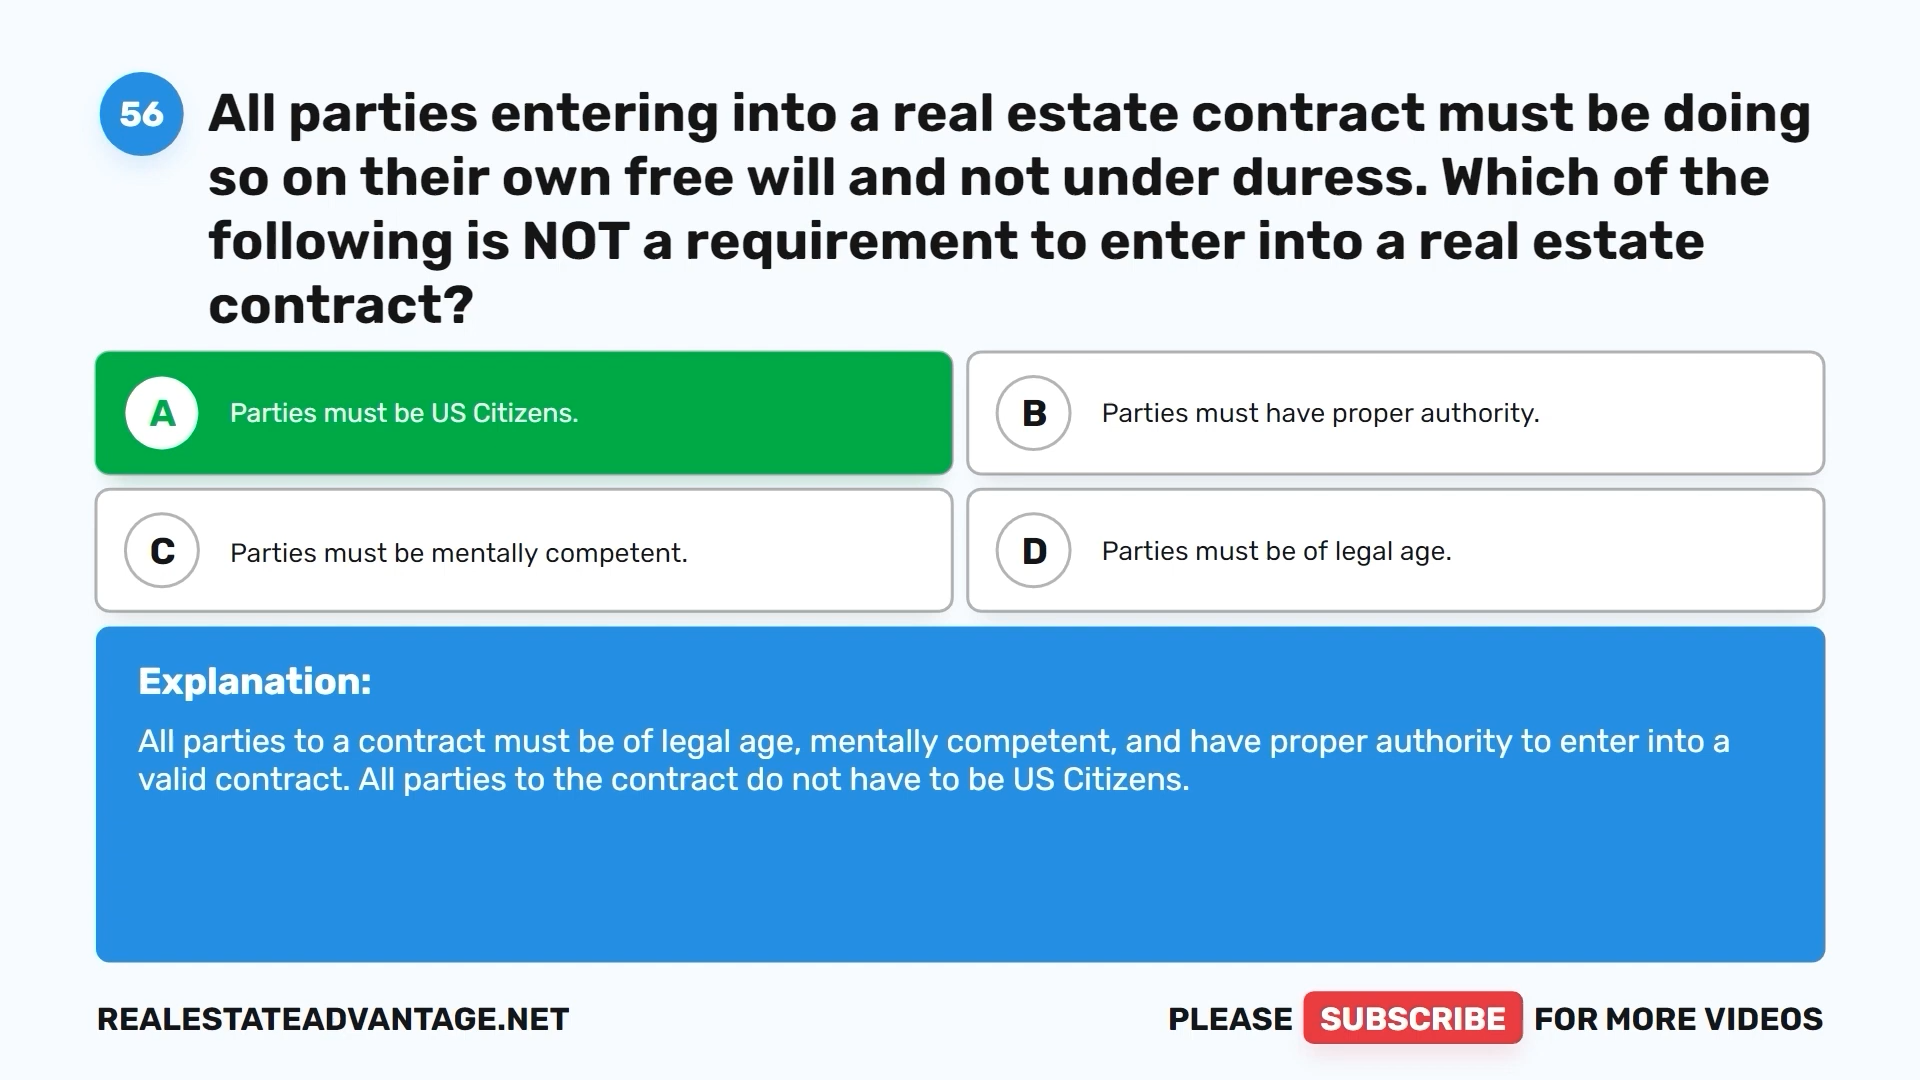 56
All parties entering into a real estate contract must be doing
so on their own free will and not under duress. Which of the
following is NOT a requirement to enter into a real estate
contract?
A Parties must be US Citizens.
B Parties must have proper authority.
C Parties must be mentally competent.
D Parties must be of legal age.
Explanation:
All parties to a contract must be of legal age, mentally competent, and have proper authority to enter into a
valid contract. All parties to the contract do not have to be US Citizens.
REALESTATEADVANTAGE.NET
PLEASE SUBSCRIBE FOR MORE VIDEOS